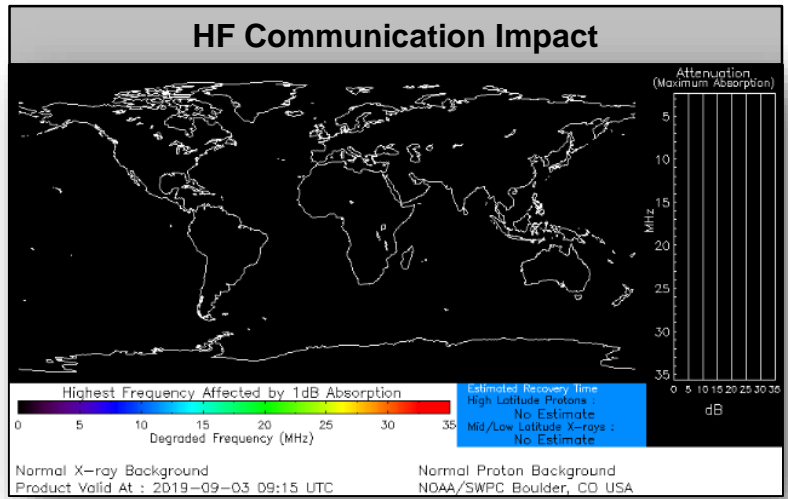 HF Communication Impact
Attenuation
(Maximum Absorption)
5
10
15
20
25
30
35
MHz
0 5 10 15 20 25 30 35
dB
Highest Frequency Affected by 1dB Absorption
0 5 10 15 20 25 30 35
Degraded Frequency (MHz)
Estimated Recovery Time
High Latitude Protons :
No Estimate
Mid/Low Latitude X-rays :
No Estimate
Normal X-ray Background
Normal Proton Background
Product Valid At : 2019-09-03 09:15 UTC
NOAA/SWPC Boulder, CO USA